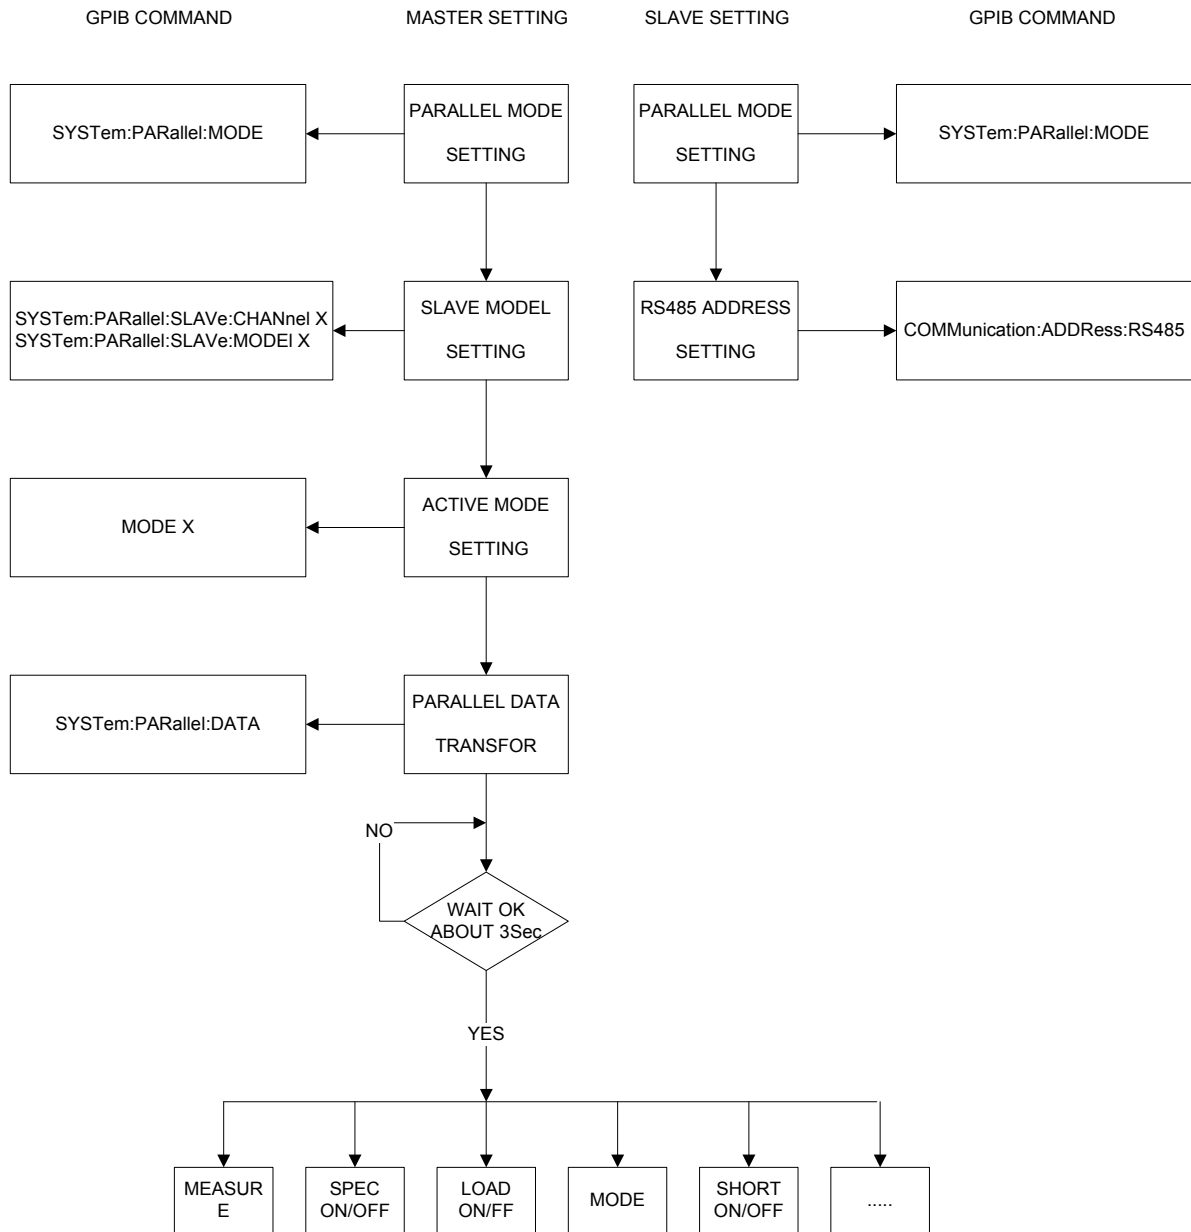 GPIB COMMAND
MASTER SETTING
SLAVE SETTING
GPIB COMMAND
SYSTem:PARallel:MODE
PARALLEL MODE
SETTING
PARALLEL MODE
SETTING
SYSTem:PARallel:MODE
SYSTem:PARallel:SLAVe:CHANnel X
SYSTem:PARallel:SLAVe:MODEl X
SLAVE MODEL
SETTING
RS485 ADDRESS
SETTING
COMMunication:ADDRess:RS485
MODE X
ACTIVE MODE
SETTING
SYSTem:PARallel:DATA
PARALLEL DATA
TRANSFOR
NO
WAIT OK
ABOUT 3Sec
YES
MEASUR
E
SPEC
ON/OFF
LOAD
ON/FF
MODE
SHORT
ON/OFF
.....